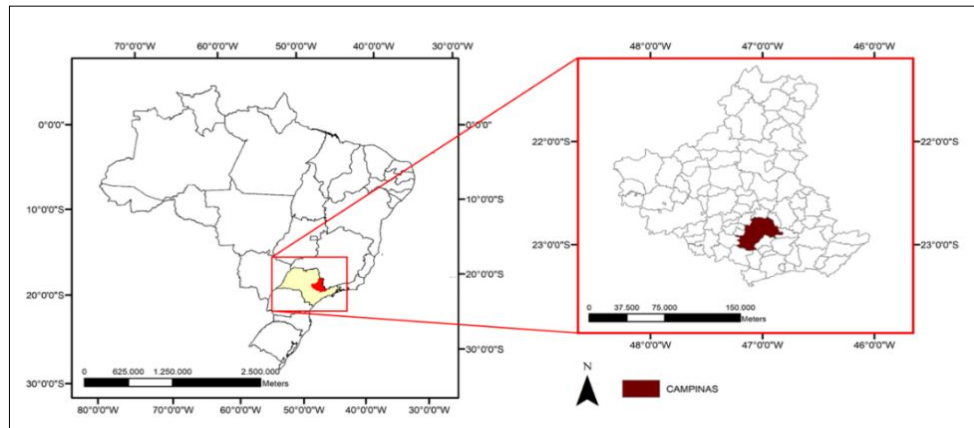 70°0'0"W 60°0'0"W 50°0'0"W 40°0'0"W
0°0'0"
10°0'0"S
20°0'0"S
30°0'0"S
0°0'0"S
10°0'0"S
20°0'0"S
30°0'0"S
0 625.000 1.250.000 2.500.000
Meters
80°0'0"W 70°0'0"W 60°0'0"W 50°0'0"W 40°0'0"W 30°0'0"W
48°0'0"W 47°0'0"W 46°0'0"W
22°0'0"S
23°0'0"S
22°0'0"S
23°0'0"S
0 37.500 75.000 150.000
Meters
48°0'0"W 47°0'0"W 46°0'0"W
N
CAMPINAS